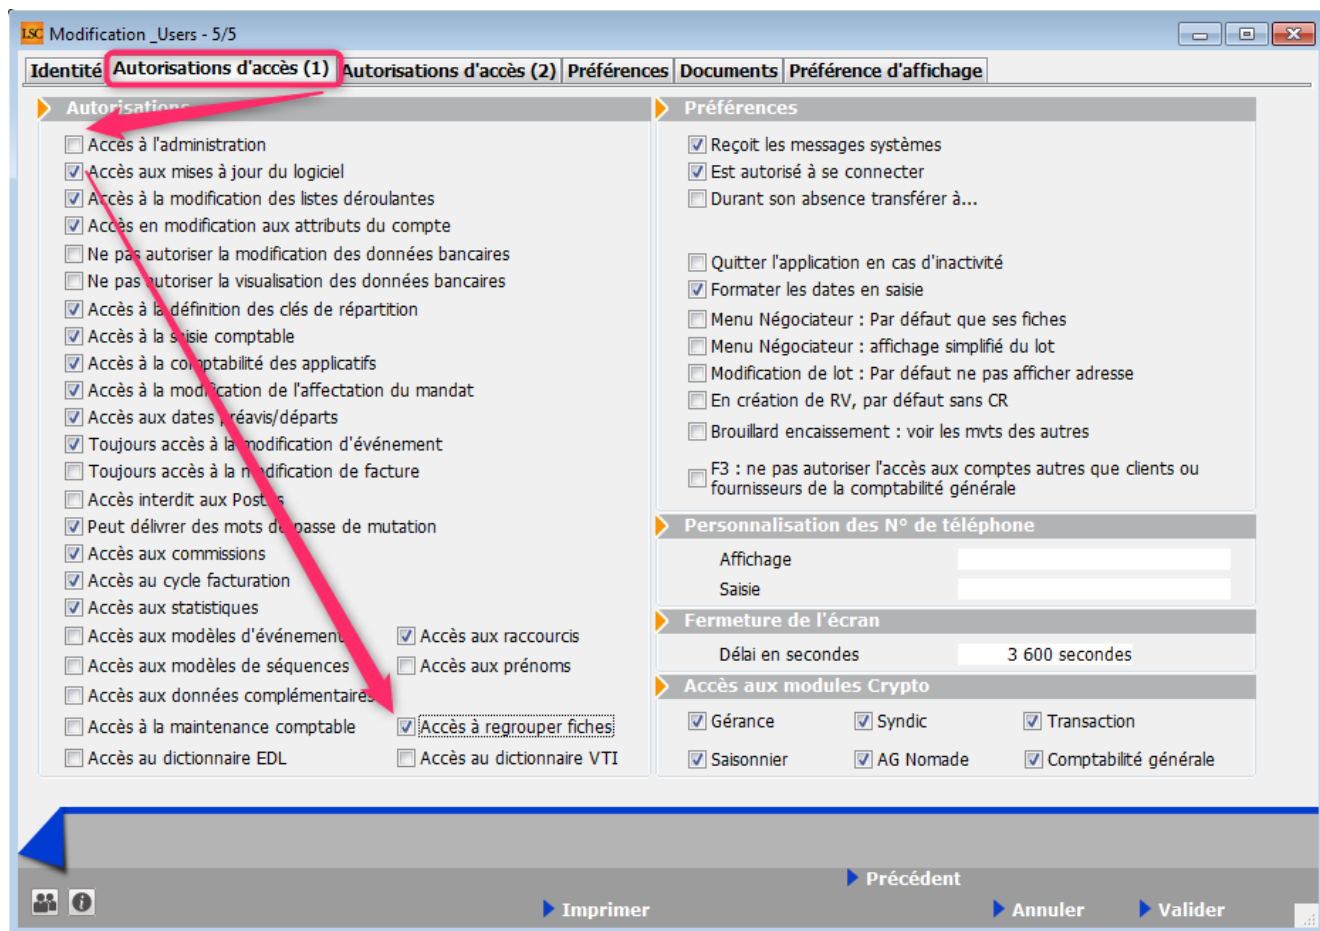 LSC Modification _Users - 5/5
Identité Autorisations d'accès (1) Autorisations d'accès (2) Préférences Documents Préférence d'affichage
Autorisations
Accès à l'administration
Accès aux mises à jour du logiciel
Accès à la modification des listes déroulantes
Accès en modification aux attributs du compte
Ne pas autoriser la modification des données bancaires
Ne pas autoriser la visualisation des données bancaires
Accès à la définition des clés de répartition
Accès à la saisie comptable
Accès à la comptabilité des applicatifs
Accès à la modification de l'affectation du mandat
Accès aux dates préavis/départs
Toujours accès à la modification d'événement
Toujours accès à la modification de facture
Accès interdit aux Postes
Peut délivrer des mots de passe de mutation
Accès aux commissions
Accès au cycle facturation
Accès aux statistiques
Accès aux modèles d'événement Accès aux raccourcis
Accès aux modèles de séquences Accès aux prénoms
Accès aux données complémentaires
Accès à la maintenance comptable Accès à regrouper fiches
Accès au dictionnaire EDL Accès au dictionnaire VTI
Préférences
Reçoit les messages systèmes
Est autorisé à se connecter
Durant son absence transférer à...
Quitter l'application en cas d'inactivité
Formater les dates en saisie
Menu Négociateur : Par défaut que ses fiches
Menu Négociateur : affichage simplifié du lot
Modification de lot : Par défaut ne pas afficher adresse
En création de RV, par défaut sans CR
Brouillard encaissement : voir les mvts des autres
F3 : ne pas autoriser l'accès aux comptes autres que clients ou
fournisseurs de la comptabilité générale
Personnalisation des N° de téléphone
Affichage
Saisie
Fermeture de l'écran
Délai en secondes 3 600 secondes
Accès aux modules Crypto
Gérance Syndic Transaction
Saisonnier AG Nomade Comptabilité générale
Précédent
Imprimer Annuler Valider